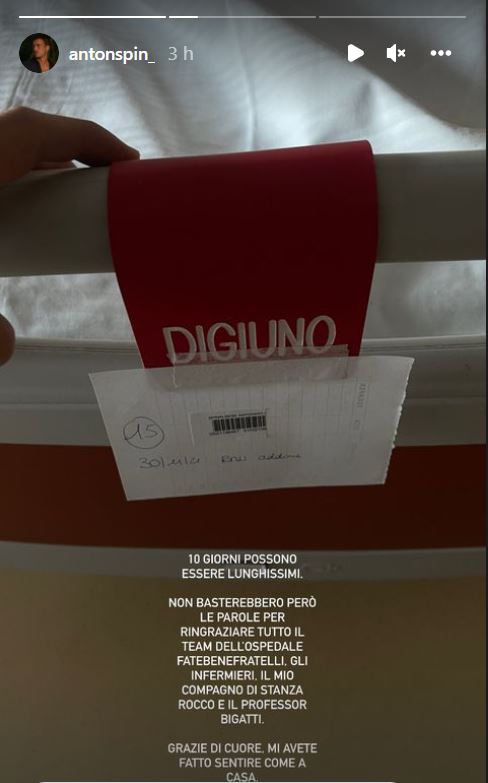 antonspin_ 3 h
DIGIUNO
15
30/11/21 RNM addome
10 GIORNI POSSONO
ESSERE LUNGHISSIMI.
NON BASTEREBBERO PERÒ
LE PAROLE PER
RINGRAZIARE TUTTO IL
TEAM DELL'OSPEDALE
FATEBENEFRATELLI, GLI
INFERMIERI, IL MIO
COMPAGNO DI STANZA
ROCCO E IL PROFESSOR
BIGATTI.
GRAZIE DI CUORE, MI AVETE
FATTO SENTIRE COME A
CASA.